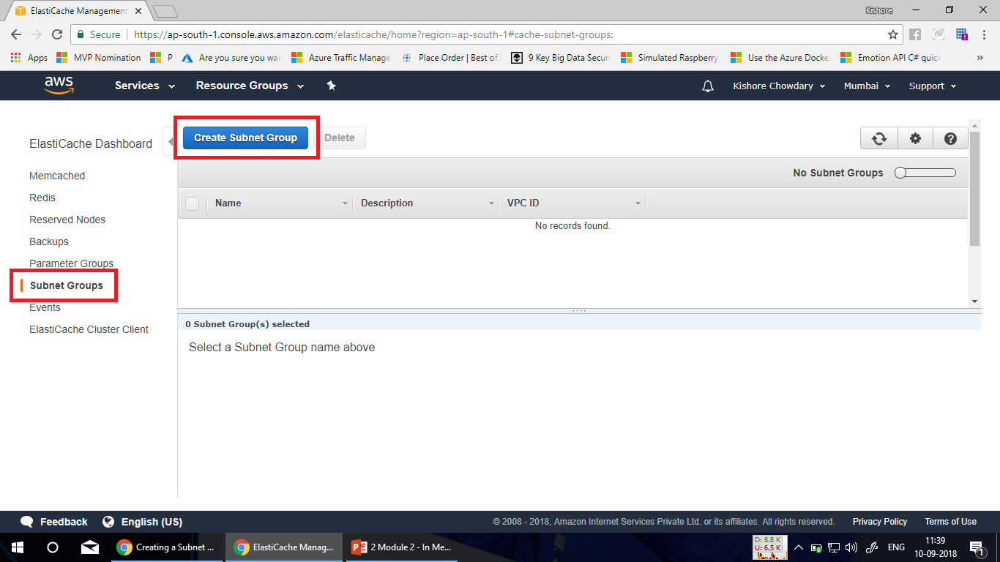 ElastiCache Management
Kishore
Secure
https://ap-south-1.console.aws.amazon.com/elasticache/home?region=ap-south-1#cache-subnet-groups:
Apps
MVP Nomination
P
Are you sure you wan
Azure Traffic Manage
Place Order | Best of
9 Key Big Data Securi
Simulated Raspberry
Use the Azure Docke
Emotion API C# quick
»
aws
Services
Resource Groups
Kishore Chowdary
Mumbai
Support
ElastiCache Dashboard
Memcached
Redis
Reserved Nodes
Backups
Parameter Groups
Subnet Groups
Events
ElastiCache Cluster Client
Create Subnet Group
Delete
No Subnet Groups
Name
Description
VPC ID
No records found.
0 Subnet Group(s) selected
Select a Subnet Group name above
Feedback
English (US)
© 2008 - 2018, Amazon Internet Services Private Ltd. or its affiliates. All rights reserved.
Privacy Policy
Terms of Use
Creating a Subnet ...
ElastiCache Manag...
2 Module 2 - In Me...
D: 8.8 K
U: 6.5 K
ENG
11:39
10-09-2018
1